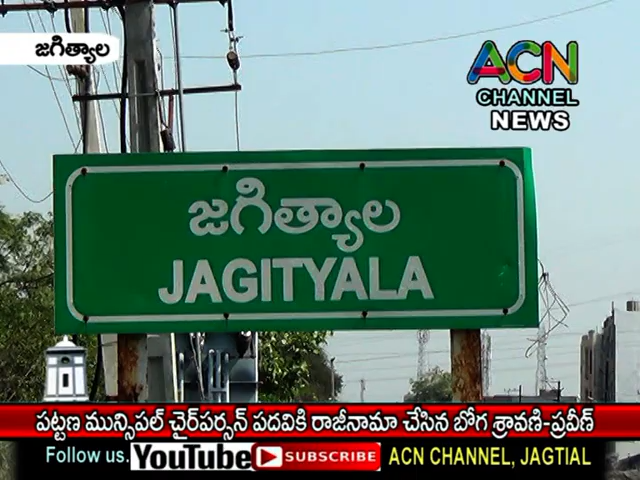 జగిత్యాల
ACN
CHANNEL
NEWS
జగిత్యాల
JAGITYALA
పట్టణ మున్సిపల్ చైర్‌పర్సన్ పదవికి రాజీనామా చేసిన బోగ శ్రావణి-ప్రవీణ్
Follow us. YouTube SUBSCRIBE ACN CHANNEL, JAGTIAL